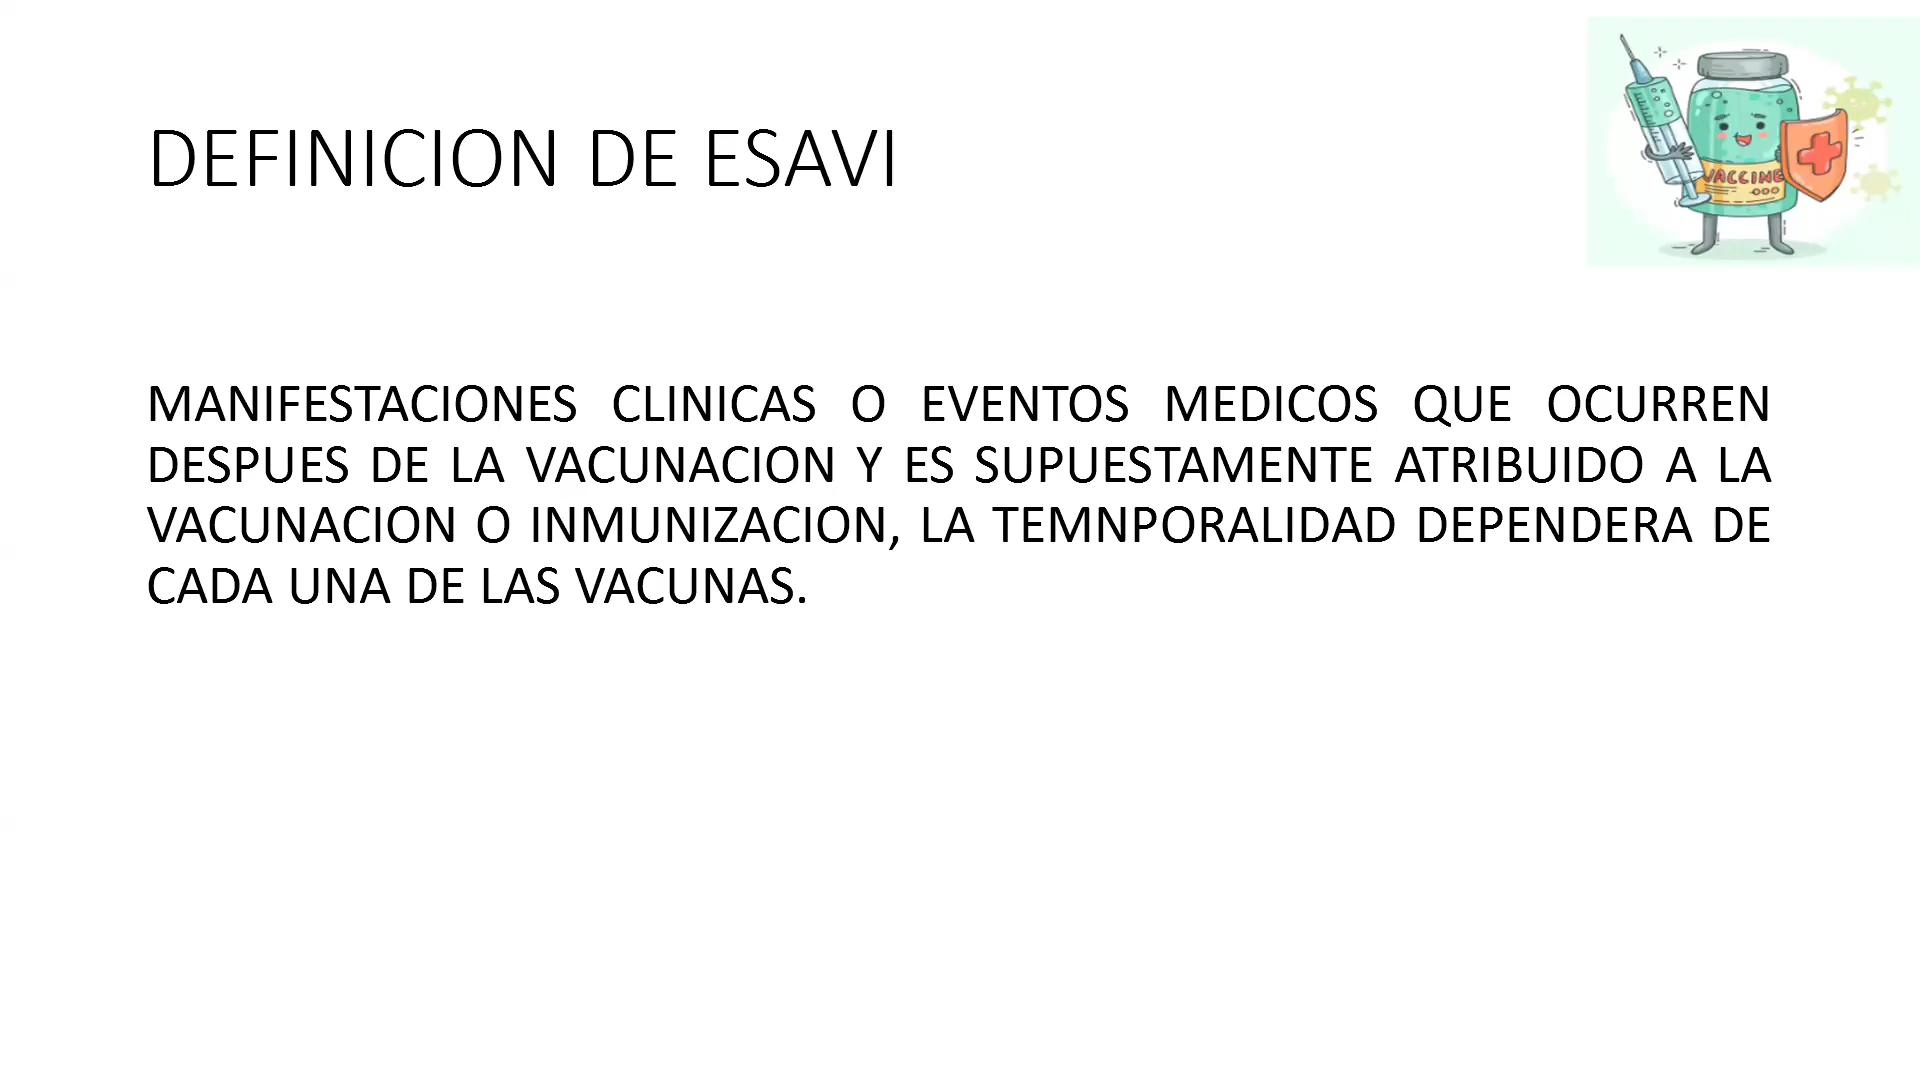 DEFINICION DE ESAVI
VACCINE
MANIFESTACIONES CLINICAS O EVENTOS MEDICOS QUE OCURREN
DESPUES DE LA VACUNACION Y ES SUPUESTAMENTE ATRIBUIDO A LA
VACUNACION O INMUNIZACION, LA TEMNPORALIDAD DEPENDERA DE
CADA UNA DE LAS VACUNAS.